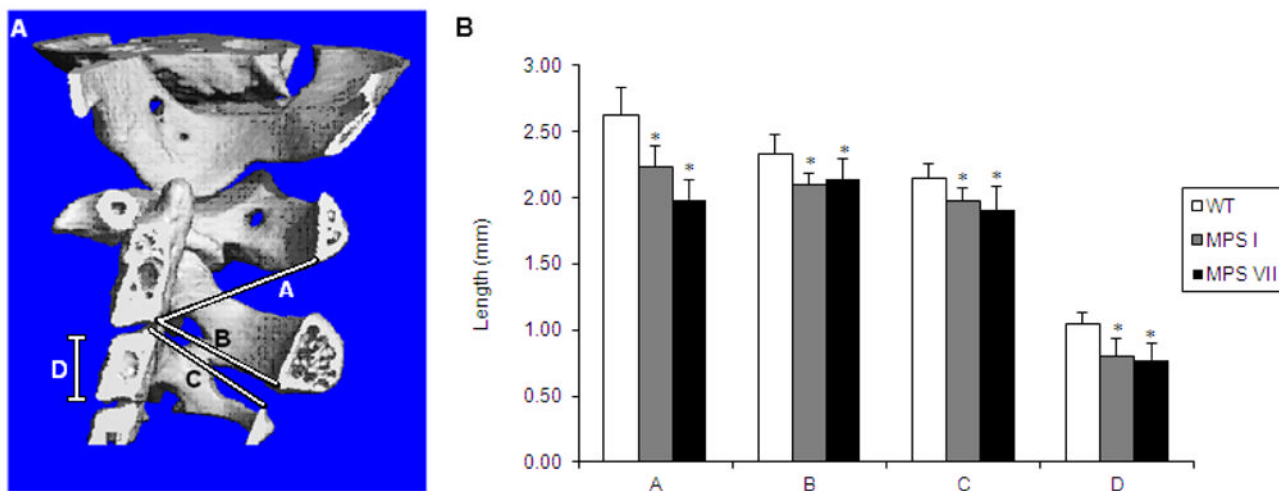 A
A
B
C
D
B
Length (mm)
3.00
2.50
2.00
1.50
1.00
0.50
0.00
* *
* *
* *
* *
A B C D
WT
MPS I
MPS VII